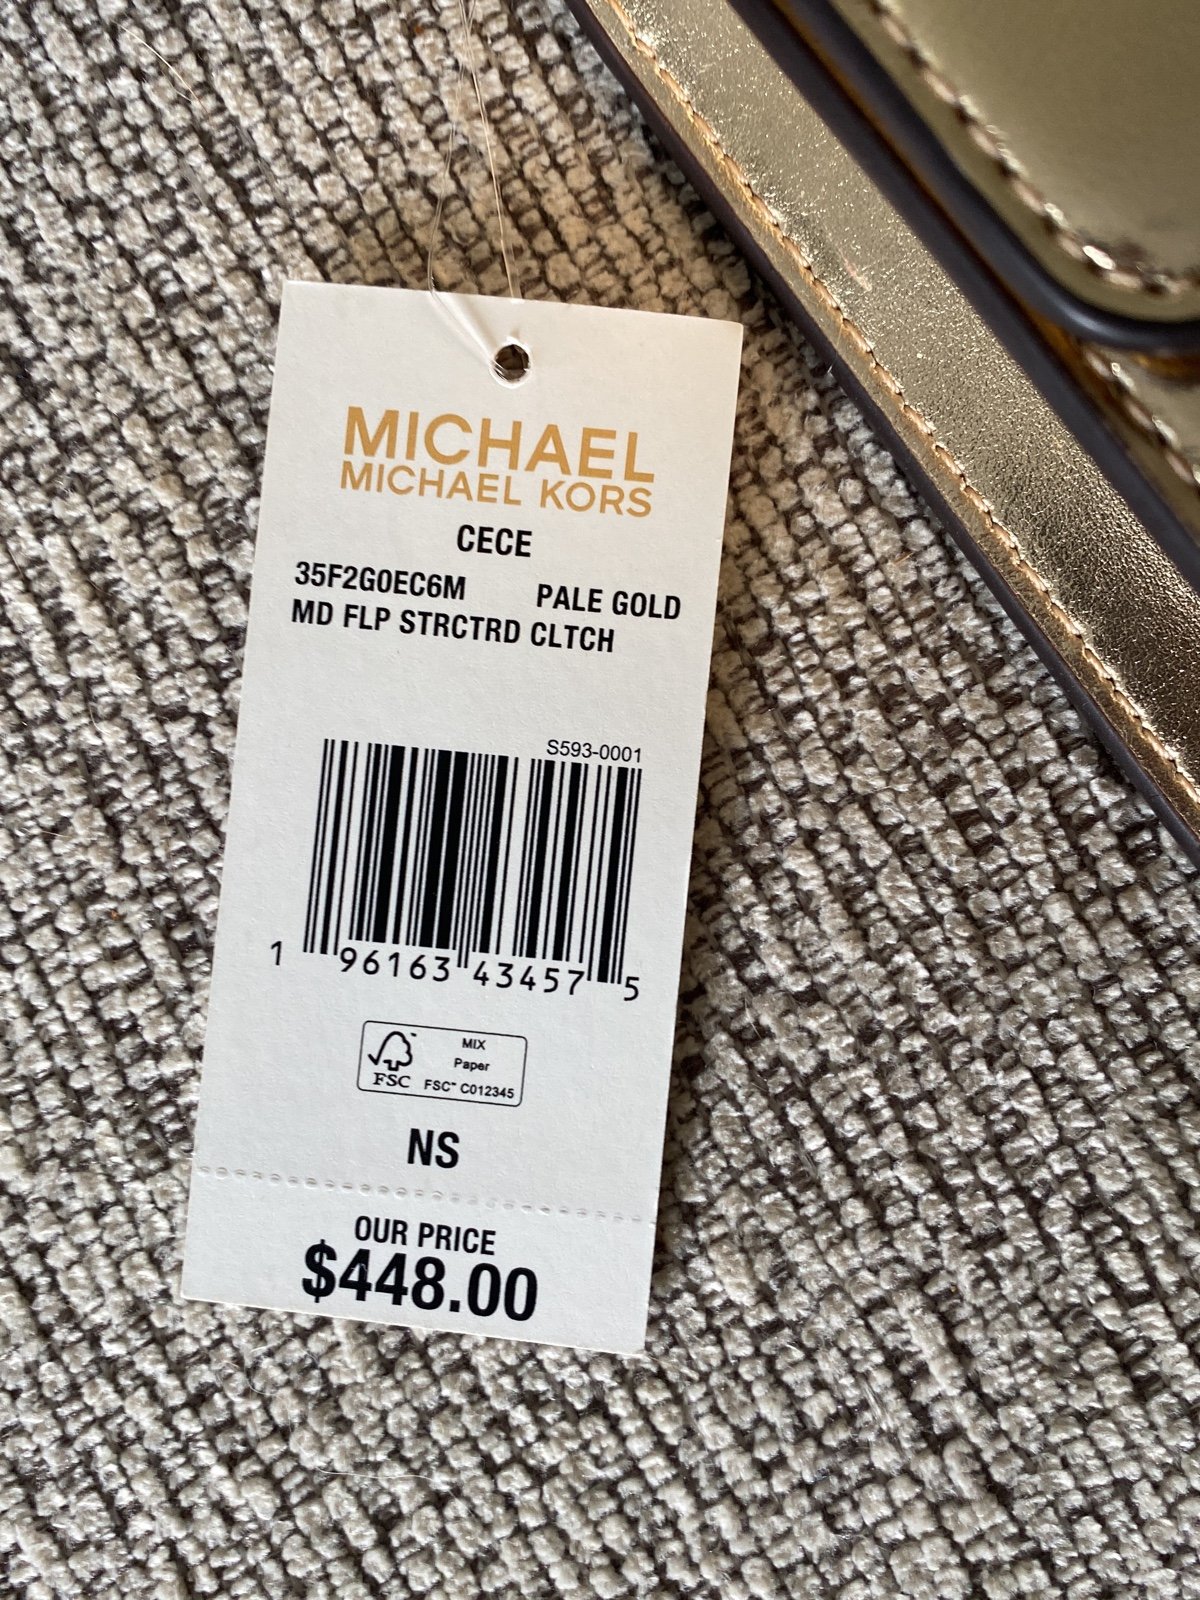 MICHAEL
MICHAEL KORS
CECE
35F2G0EC6M PALE GOLD
MD FLP STRCTRD CLTCH
S593-0001
1 96163 43457 5
MIX
Paper
FSC FSC™ C012345
NS
OUR PRICE
$448.00